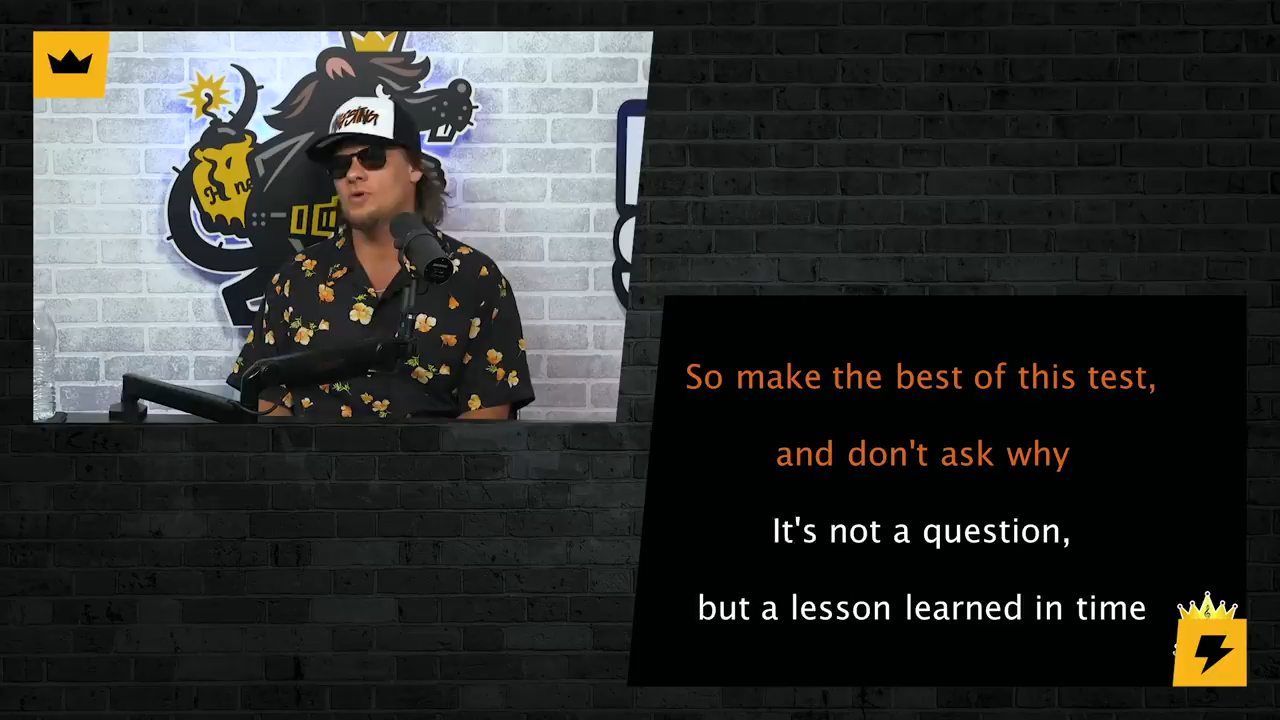 So make the best of this test,
and don't ask why
It's not a question,
but a lesson learned in time